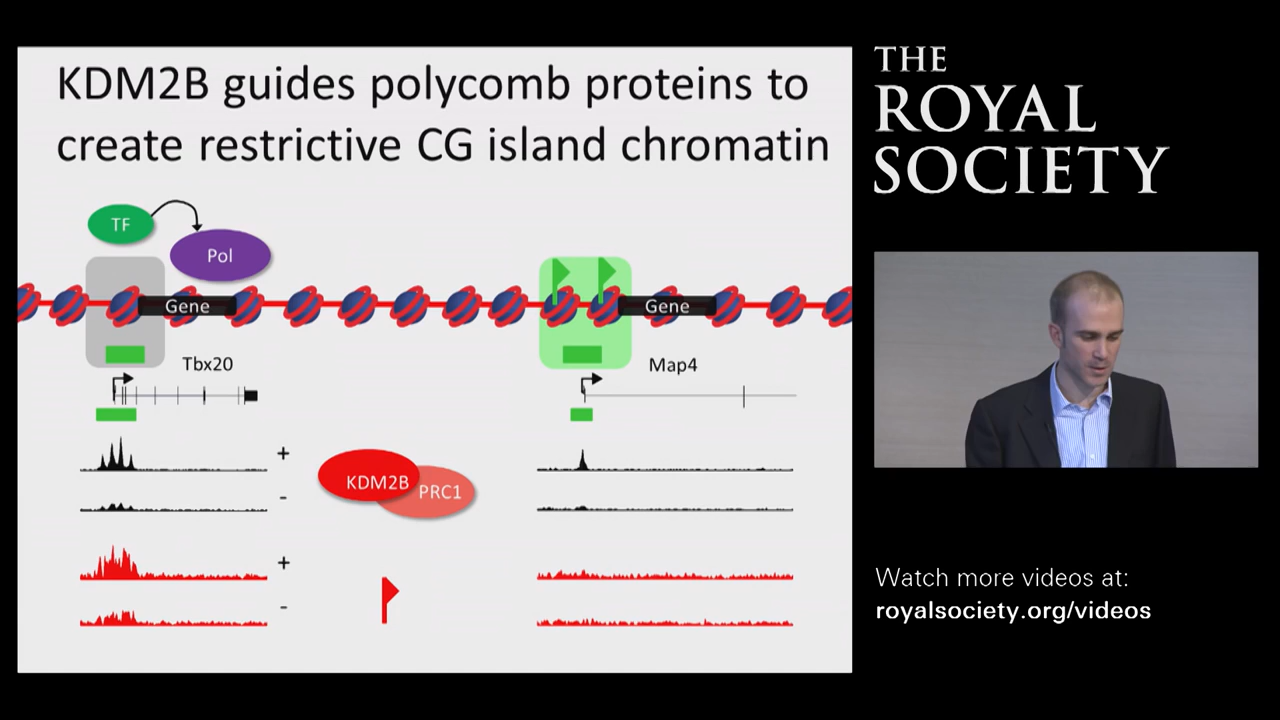 KDM2B guides polycomb proteins to
create restrictive CG island chromatin
TF
Pol
Gene
Gene
Tbx20
Map4
+
KDM2B
PRC1
-
+
-
THE
ROYAL
SOCIETY
Watch more videos at:
royalsociety.org/videos